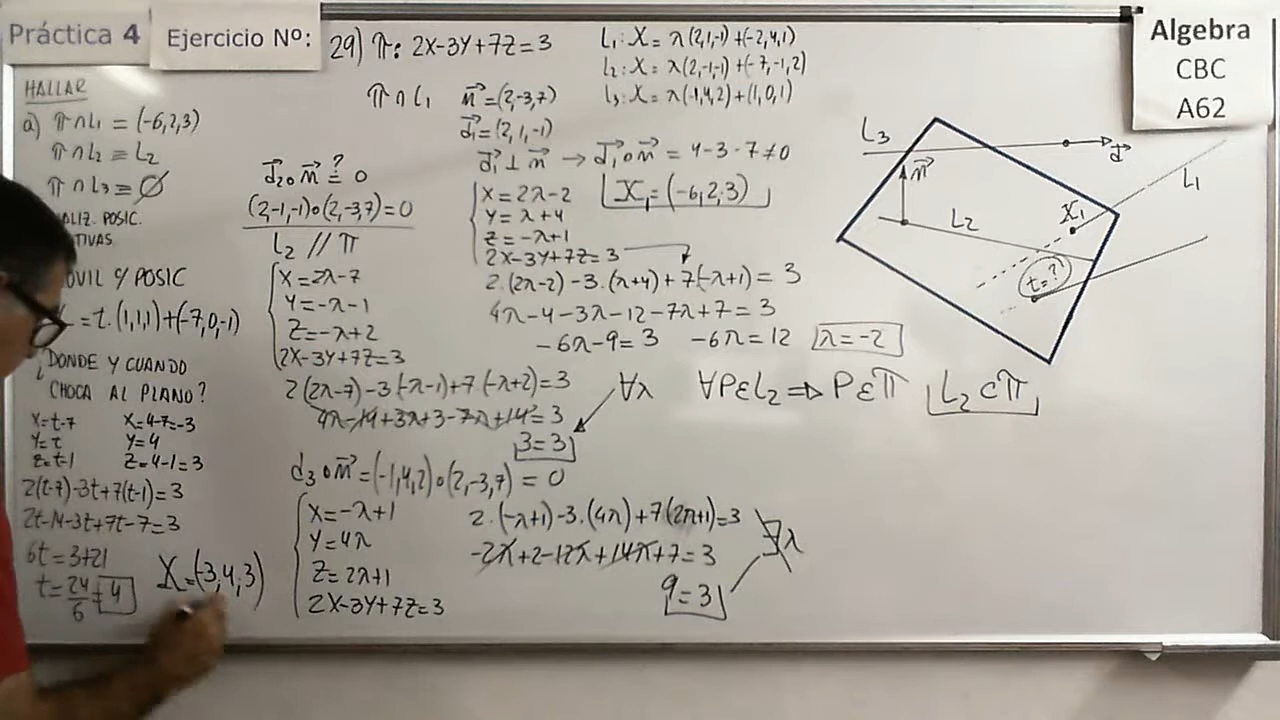 Práctica 4
Ejercicio Nº:
Algebra
CBC
A62
29) π: 2X-3Y+7Z=3
L₁: X = λ(2,1,-1)+(-2,4,1)
L₂: X = λ(2,-1,-1)+(-7,-1,2)
L₃: X = λ(-1,4,2)+(1,0,1)
HALLAR
a) π∩L₁ = (-6,2,3)
π∩L₂ = L₂
π∩L₃ = Ø
POSIC.
MOVIL Y POSIC
= t.(1,1,1)+(-7,0,-1)
¿DONDE Y CUANDO
CHOCA AL PLANO?
X=t-7 X=4-7=-3
Y=t Y=4
Z=t-1 Z=4-1=3
2(t-7)-3t+7(t-1)=3
2t-14-3t+7t-7=3
6t=3+21
t=24/6=4
X=(-3,4,3)
π∩L₁ n⃗=(2,-3,7)
d⃗₁=(2,1,-1)
d⃗₁ ⊥ n⃗ → d⃗₁∘n⃗ = 4-3-7≠0
X=2λ-2
Y=λ+4
Z=-λ+1
2X-3Y+7Z=3
X₁=(-6,2,3)
2.(2λ-2)-3.(λ+4)+7(-λ+1)=3
4λ-4-3λ-12-7λ+7=3
-6λ-9=3 -6λ=12 λ=-2
d⃗₂∘n⃗ ≟ 0
(2,-1,-1)∘(2,-3,7)=0
L₂ // π
X=2λ-7
Y=-λ-1
Z=-λ+2
2X-3Y+7Z=3
2(2λ-7)-3(-λ-1)+7.(-λ+2)=3
4λ-14+3λ+3-7λ+14=3
3=3 ∀λ
∀PεL₂⇒PεΠ L₂⊂π
d₃∘n⃗=(-1,4,2)∘(2,-3,7)=0
X=-λ+1
Y=4λ
Z=2λ+1
2X-3Y+7Z=3
2.(-λ+1)-3.(4λ)+7(2λ+1)=3
-2λ+2-12λ+14λ+7=3
9=3 ∄λ
L₃
d⃗
n⃗
L₁
X₁
L₂
t=?